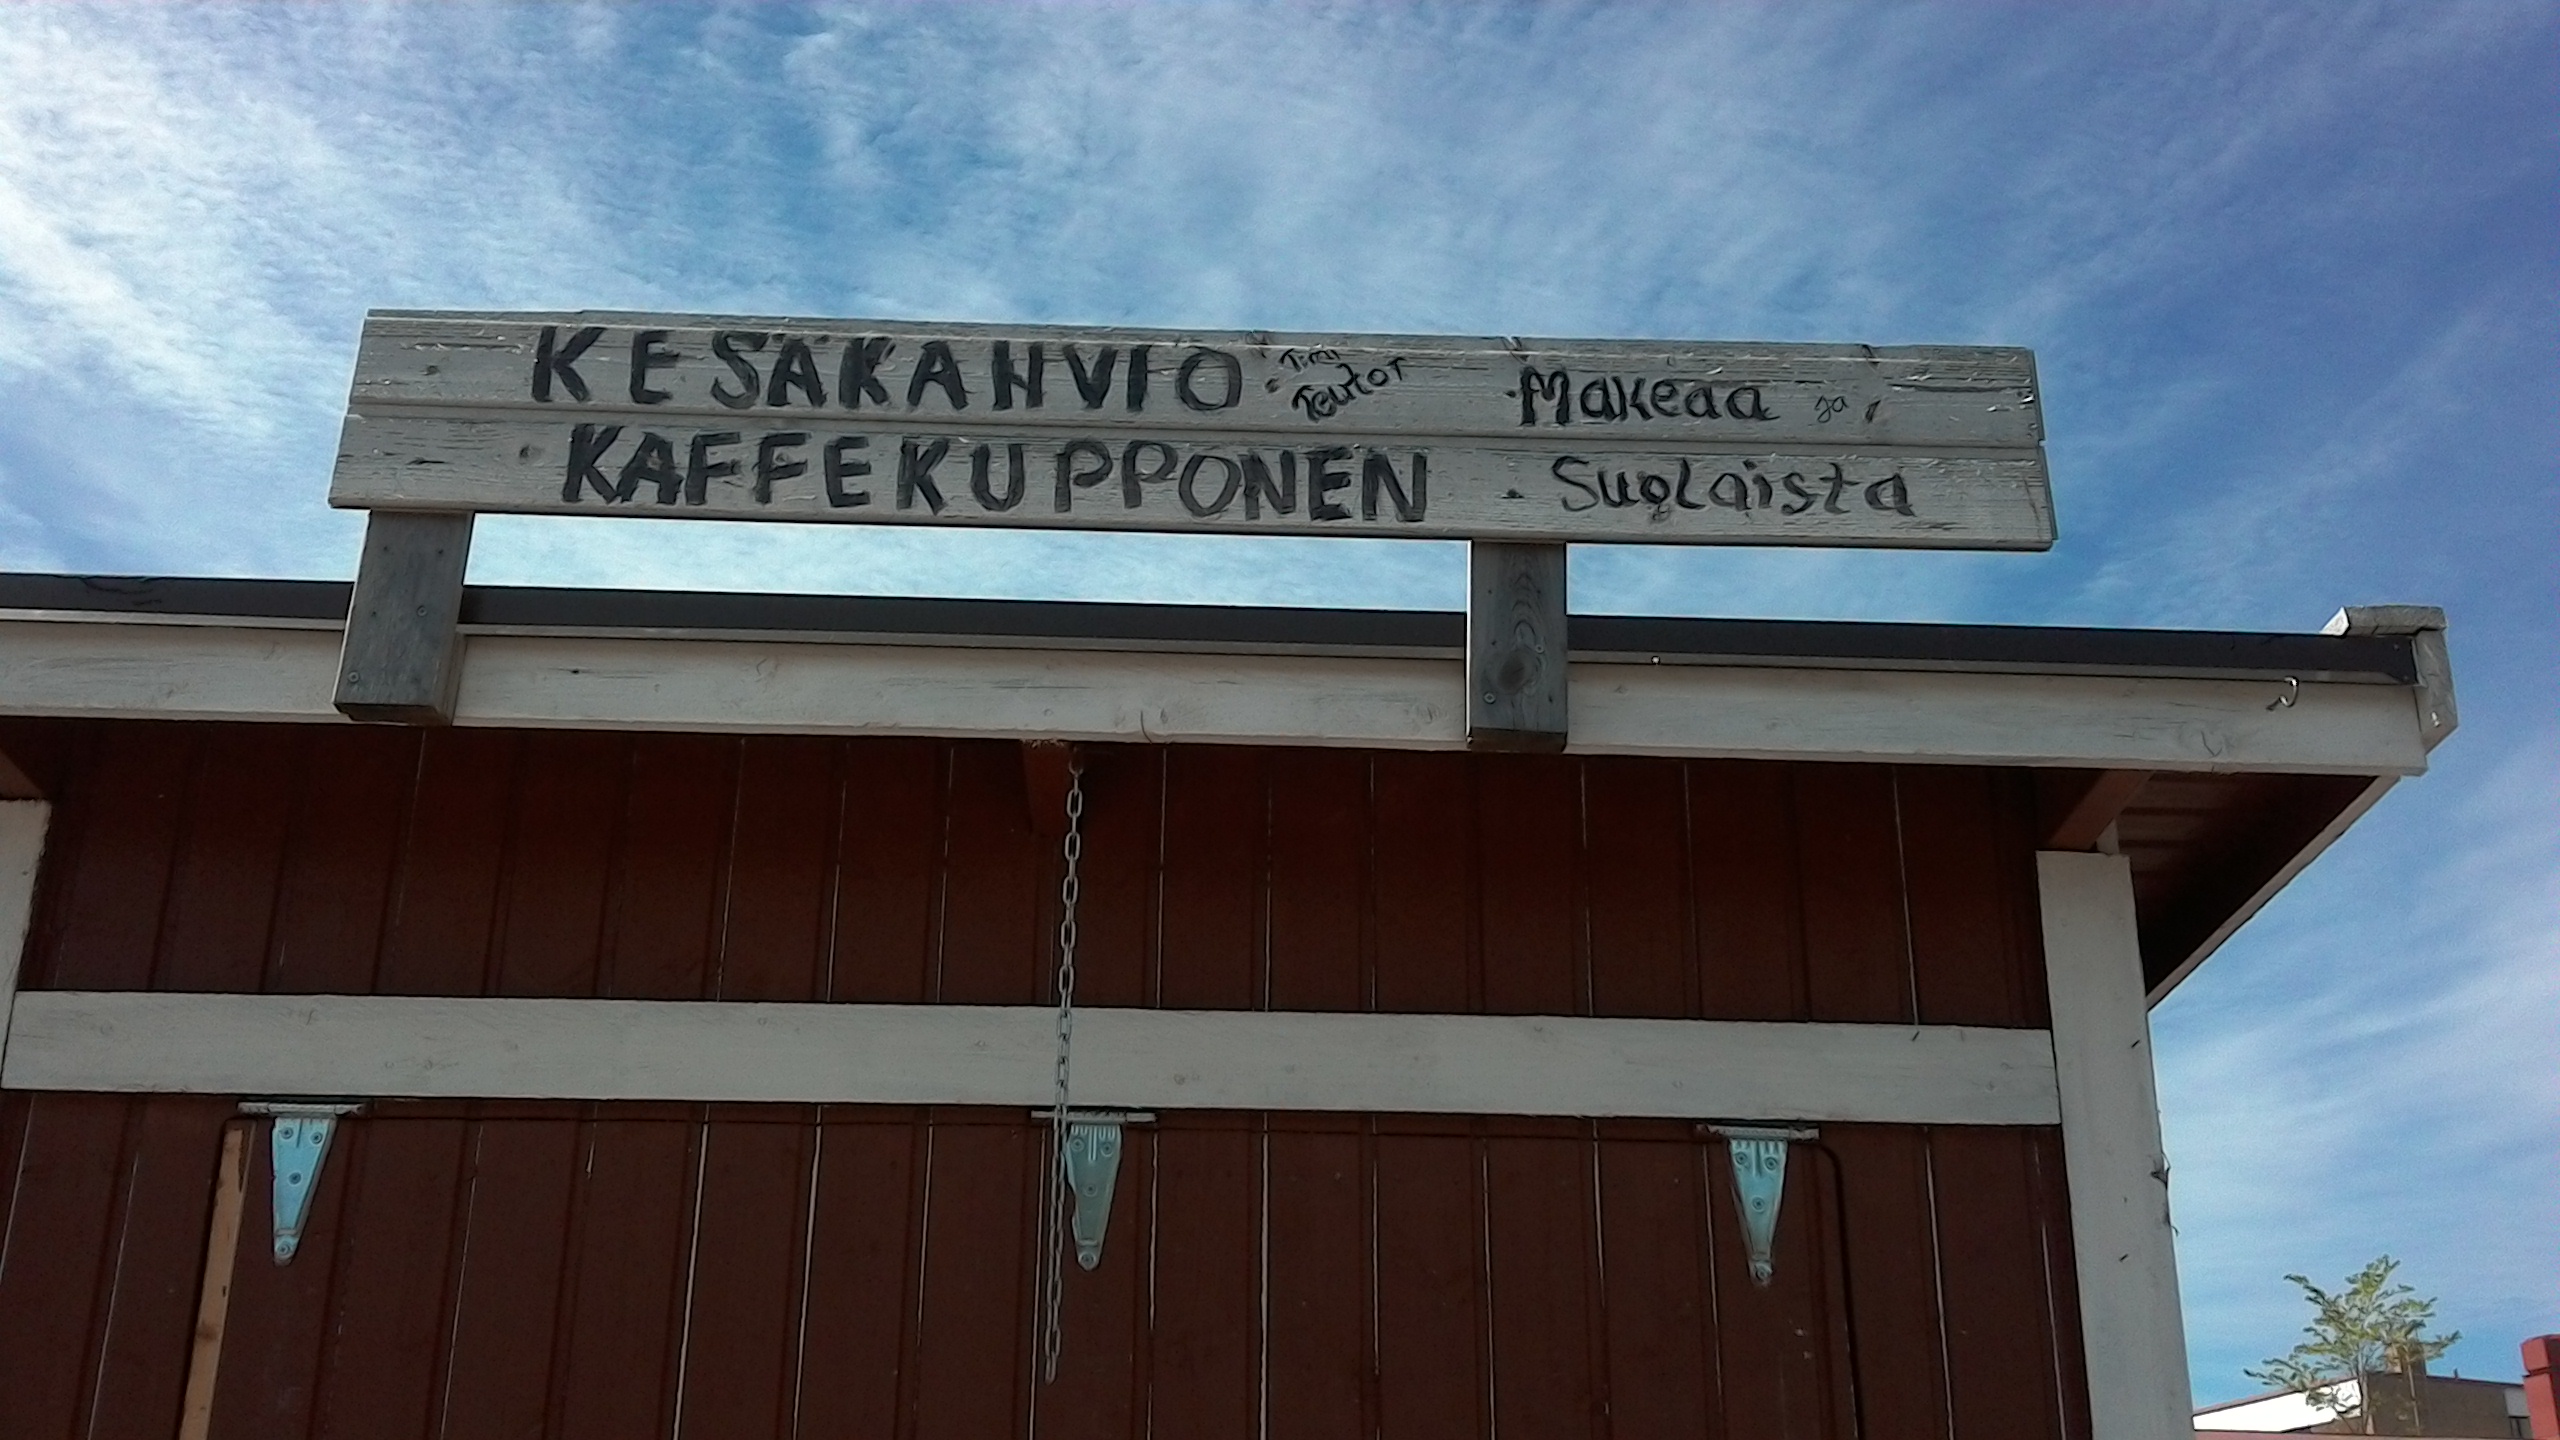 KESÄKAHVIO Makeaa ja
KAFFEKUPPONEN Suolaista